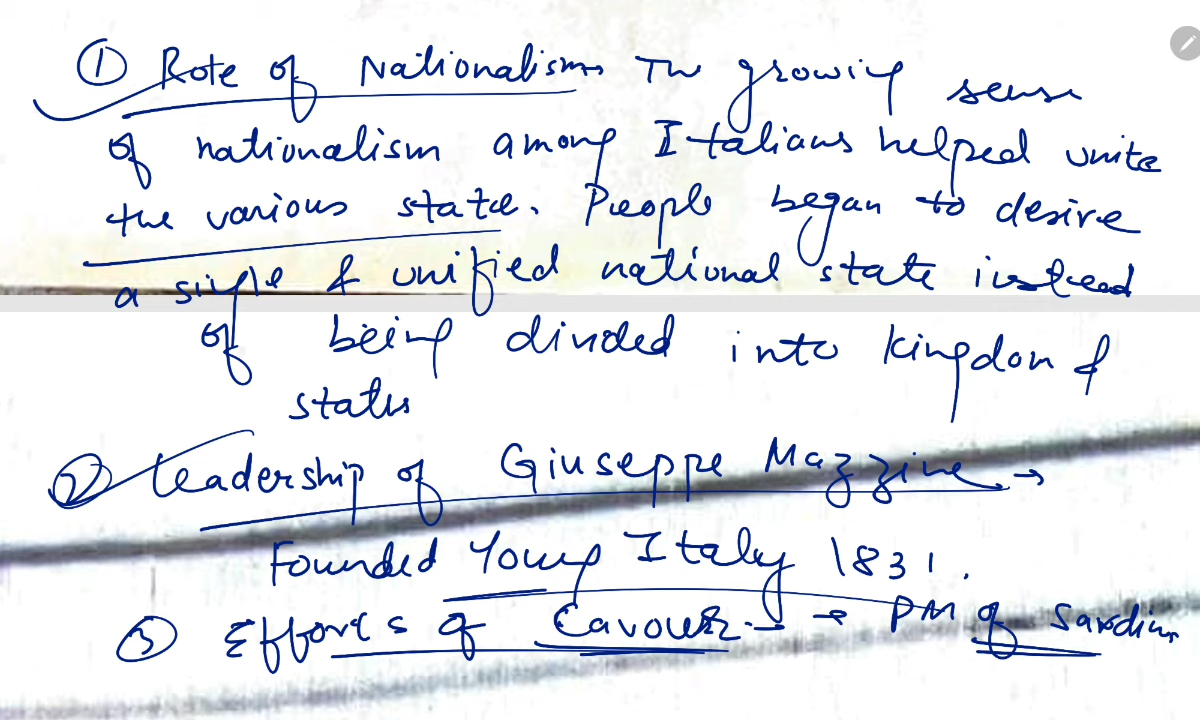 ① Role of Nationalism The growing sense
of nationalism among Italians helped unite
the various state. People began to desire
a single & unified national state instead
of being divided into kingdom &
states
② Leadership of Giuseppe Mazzine →
Founded Young Italy 1831.
③ Efforts of Cavour → → PM of Sardin